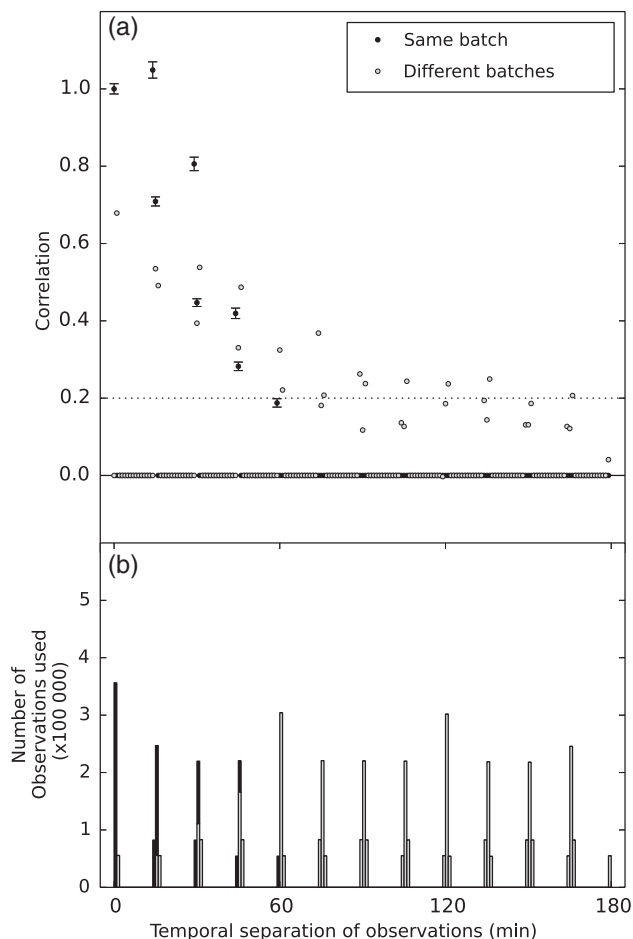 (a)
Same batch
Different batches
1.0
0.8
0.6
0.4
0.2
0.0
Correlation
(b)
5
4
3
2
1
0
Number of
Observations used
(x100 000)
0 60 120 180
Temporal separation of observations (min)